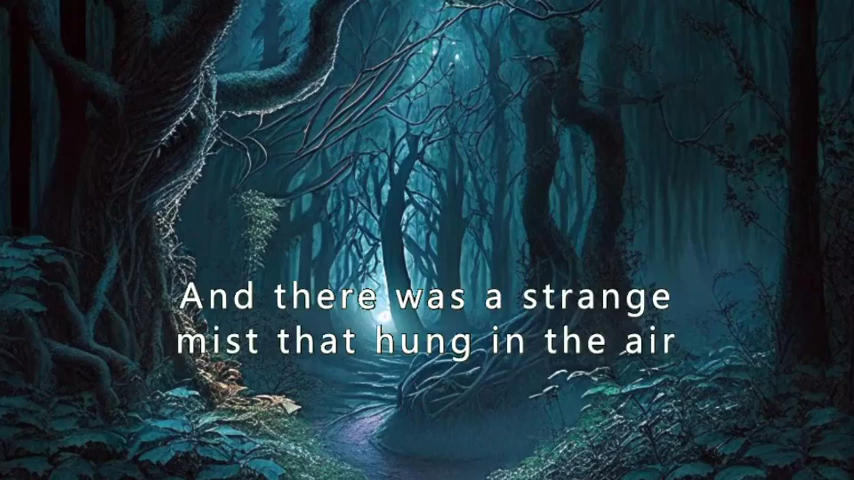 And there was a strange
mist that hung in the air